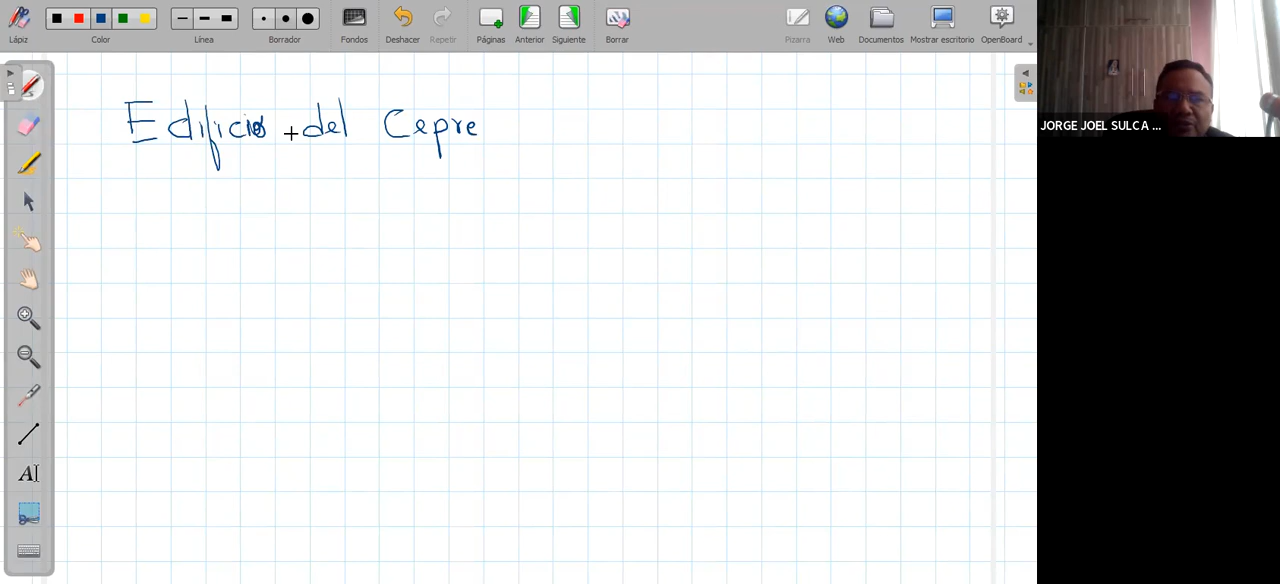 Lápiz Color Línea Borrador Fondos Deshacer Repetir Páginas Anterior Siguiente Borrar Pizarra Web Documentos Mostrar escritorio OpenBoard
JORGE JOEL SULCA ...
Edificio del Cepre
A